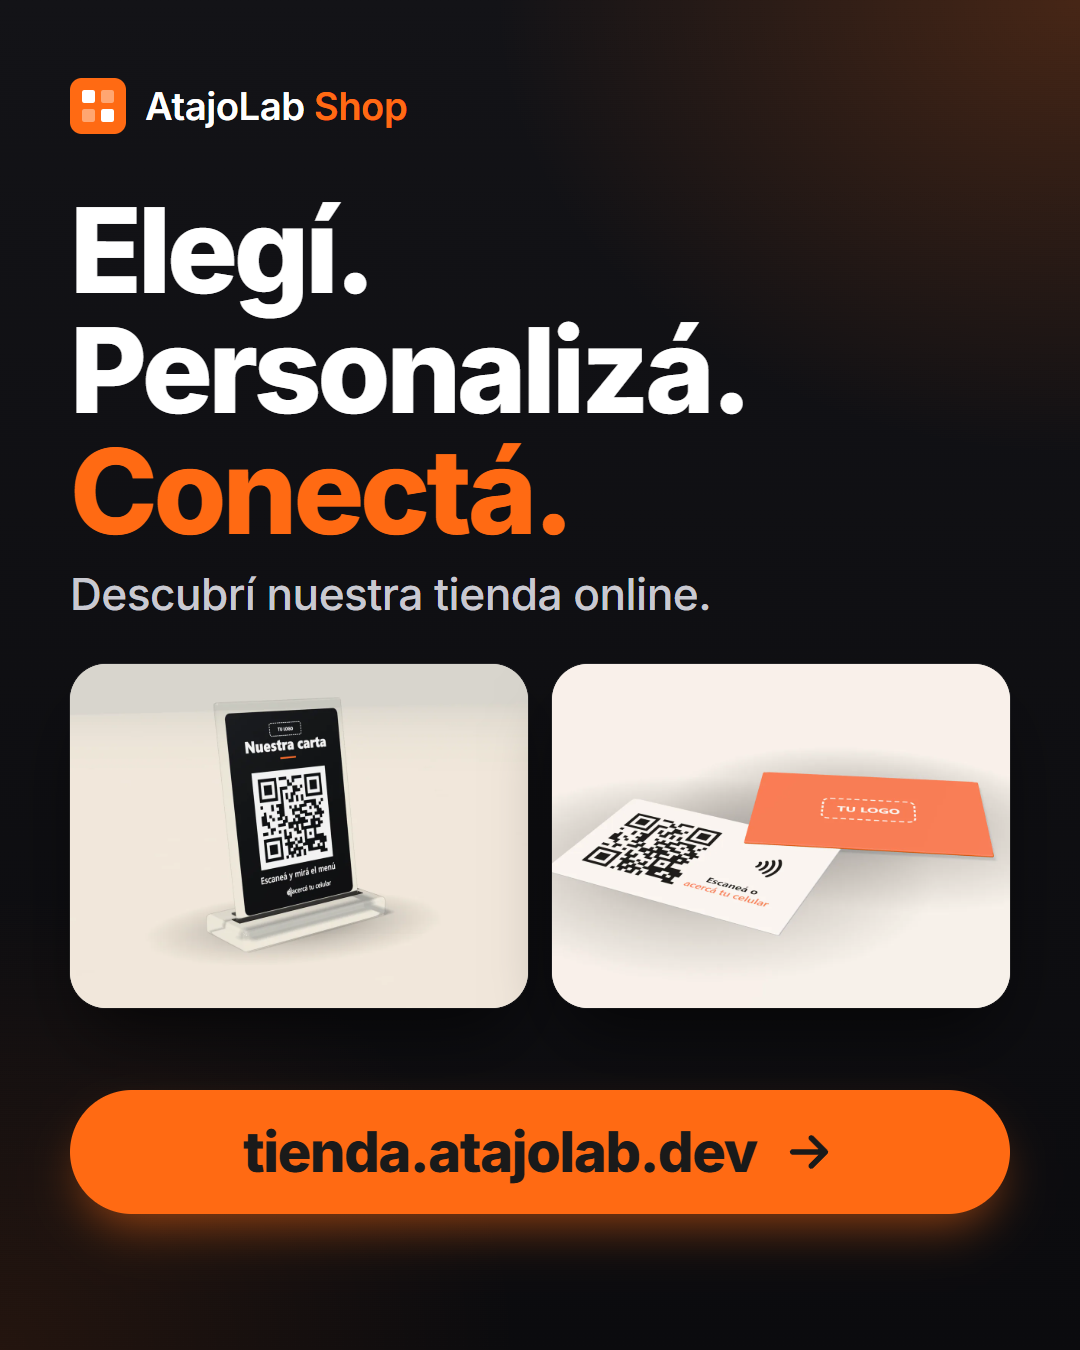 AtajoLab Shop
Elegí.
Personalizá.
Conectá.
Descubrí nuestra tienda online.
TU LOGO
Nuestra carta
Escaneá y mirá el menú
acercá tu celular
TU LOGO
Escaneá o
acercá tu celular
tienda.atajolab.dev →